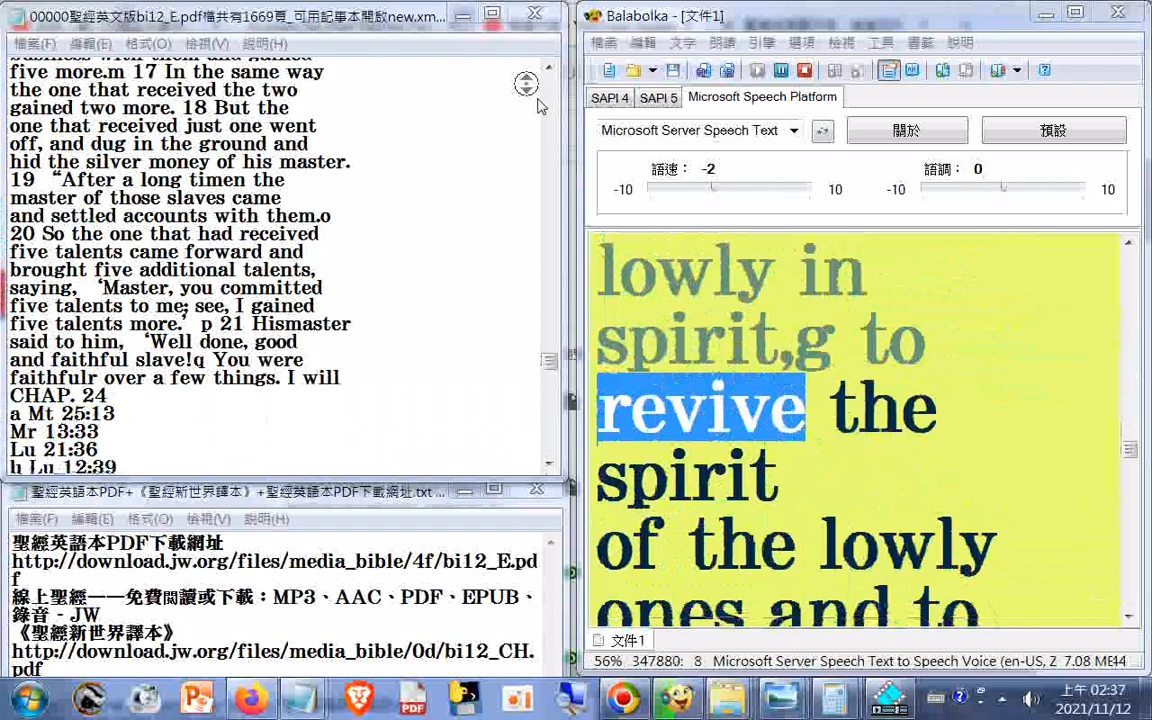 00000聖經英文版bi12_E.pdf檔共有1669頁_可用記事本開啟new.xm...
檔案(F) 編輯(E) 格式(O) 檢視(V) 說明(H)
five more.m 17 In the same way
the one that received the two
gained two more. 18 But the
one that received just one went
off, and dug in the ground and
hid the silver money of his master.
19 “After a long timen the
master of those slaves came
and settled accounts with them.o
20 So the one that had received
five talents came forward and
brought five additional talents,
saying, ‘Master, you committed
five talents to me; see, I gained
five talents more.’ p 21 Hismaster
said to him, ‘Well done, good
and faithful slave!q You were
faithfulr over a few things. I will
CHAP. 24
a Mt 25:13
Mr 13:33
Lu 21:36
h Lu 12:39
聖經英語本PDF+《聖經新世界譯本》+聖經英語本PDF下載網址.txt ...
檔案(F) 編輯(E) 格式(O) 檢視(V) 說明(H)
聖經英語本PDF下載網址
http://download.jw.org/files/media_bible/4f/bi12_E.pd
f
線上聖經——免費閱讀或下載：MP3、AAC、PDF、EPUB、
錄音 - JW
《聖經新世界譯本》
http://download.jw.org/files/media_bible/0d/bi12_CH.
pdf
Balabolka - [文件1]
檔案 編輯 文字 朗讀 引擎 選項 檢視 工具 書籤 說明
SAPI 4 SAPI 5 Microsoft Speech Platform
Microsoft Server Speech Text 關於 預設
語速： -2 語調： 0
-10 10 -10 10
lowly in
spirit,g to
revive the
spirit
of the lowly
ones and to
文件1
56% 347880: 8 Microsoft Server Speech Text to Speech Voice (en-US, Z 7.08 ME44
上午 02:37
2021/11/12